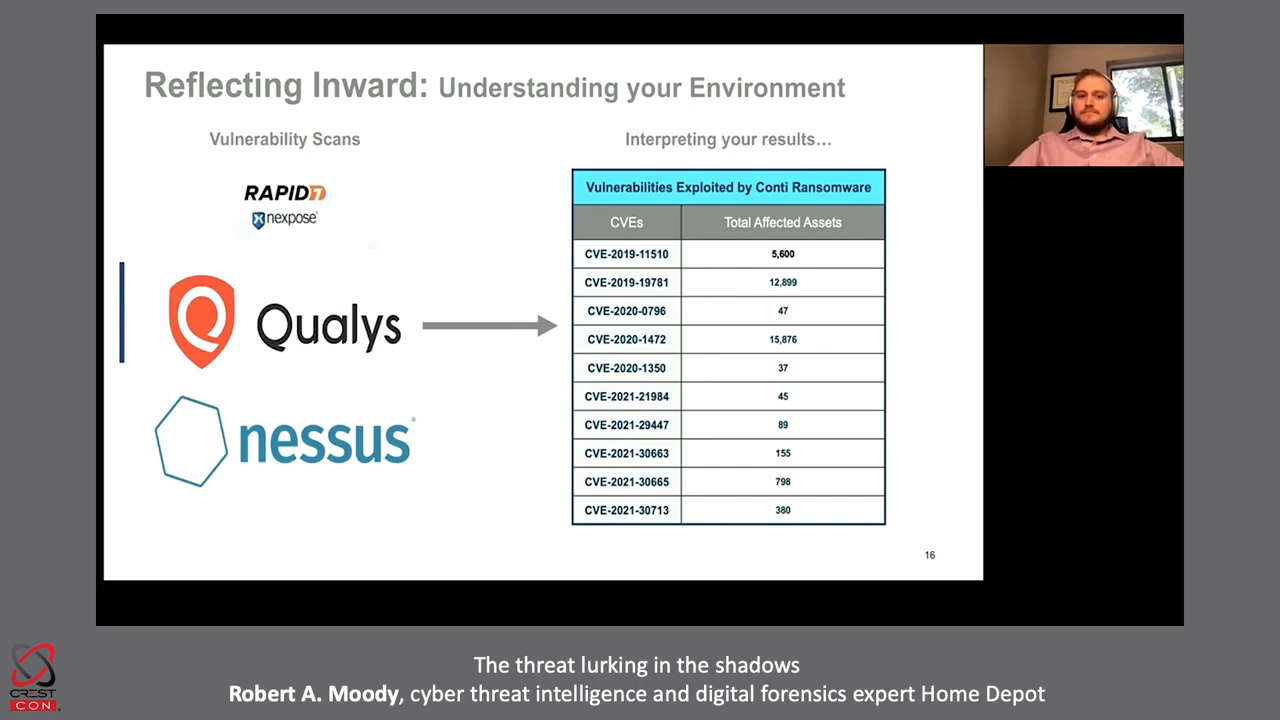 Reflecting Inward: Understanding your Environment
Vulnerability Scans
Interpreting your results…
RAPID7
nexpose®
Qualys
nessus®
Vulnerabilities Exploited by Conti Ransomware
CVEs Total Affected Assets
CVE-2019-11510 5,600
CVE-2019-19781 12,899
CVE-2020-0796 47
CVE-2020-1472 15,876
CVE-2020-1350 37
CVE-2021-21984 45
CVE-2021-29447 89
CVE-2021-30663 155
CVE-2021-30665 798
CVE-2021-30713 380
16
The threat lurking in the shadows
Robert A. Moody, cyber threat intelligence and digital forensics expert Home Depot
CREST
CON